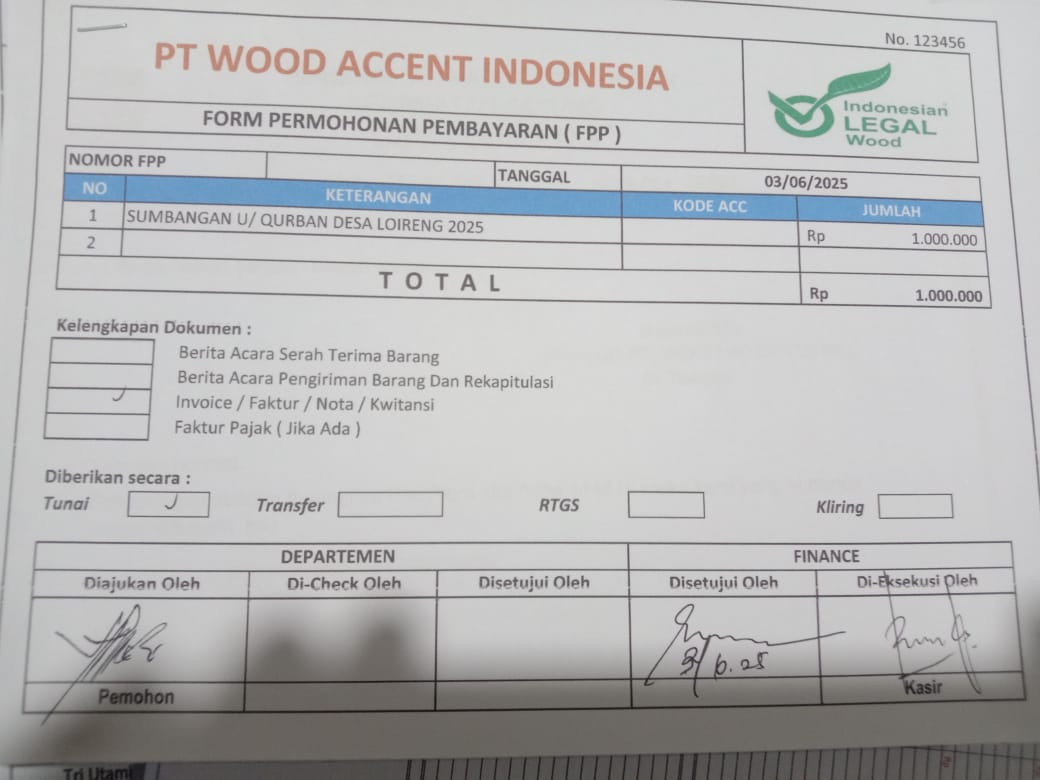 No. 123456
PT WOOD ACCENT INDONESIA
Indonesian
LEGAL
Wood
FORM PERMOHONAN PEMBAYARAN ( FPP )
NOMOR FPP TANGGAL 03/06/2025
NO KETERANGAN KODE ACC JUMLAH
1 SUMBANGAN U/ QURBAN DESA LOIRENG 2025 Rp 1.000.000
2
TOTAL Rp 1.000.000
Kelengkapan Dokumen :
Berita Acara Serah Terima Barang
Berita Acara Pengiriman Barang Dan Rekapitulasi
Invoice / Faktur / Nota / Kwitansi
Faktur Pajak ( Jika Ada )
Diberikan secara :
Tunai Transfer RTGS Kliring
DEPARTEMEN FINANCE
Diajukan Oleh Di-Check Oleh Disetujui Oleh Disetujui Oleh Di-Eksekusi Oleh
3/6.25
Pemohon Kasir
Tri Utami